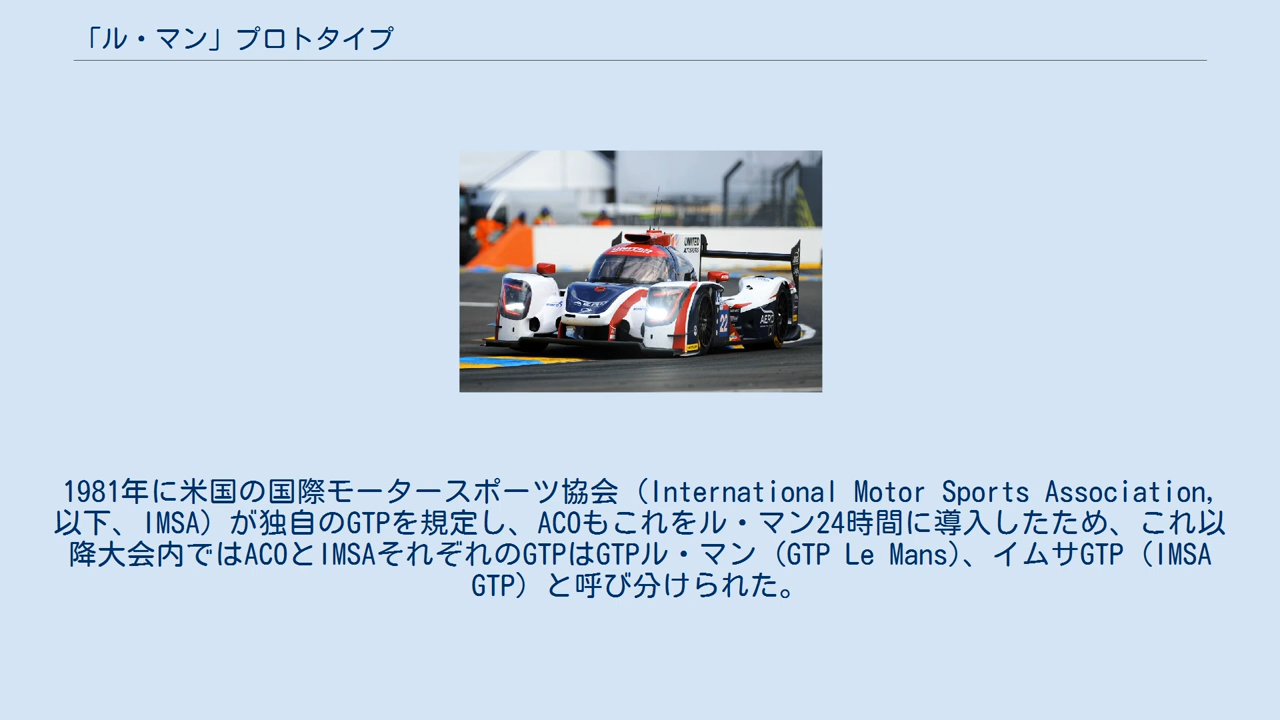 「ル・マン」プロトタイプ
UNITED
22
AERO
1981年に米国の国際モータースポーツ協会（International Motor Sports Association,
以下、IMSA）が独自のGTPを規定し、ACOもこれをル・マン24時間に導入したため、これ以
降大会内ではACOとIMSAそれぞれのGTPはGTPル・マン（GTP Le Mans）、イムサGTP（IMSA
GTP）と呼び分けられた。